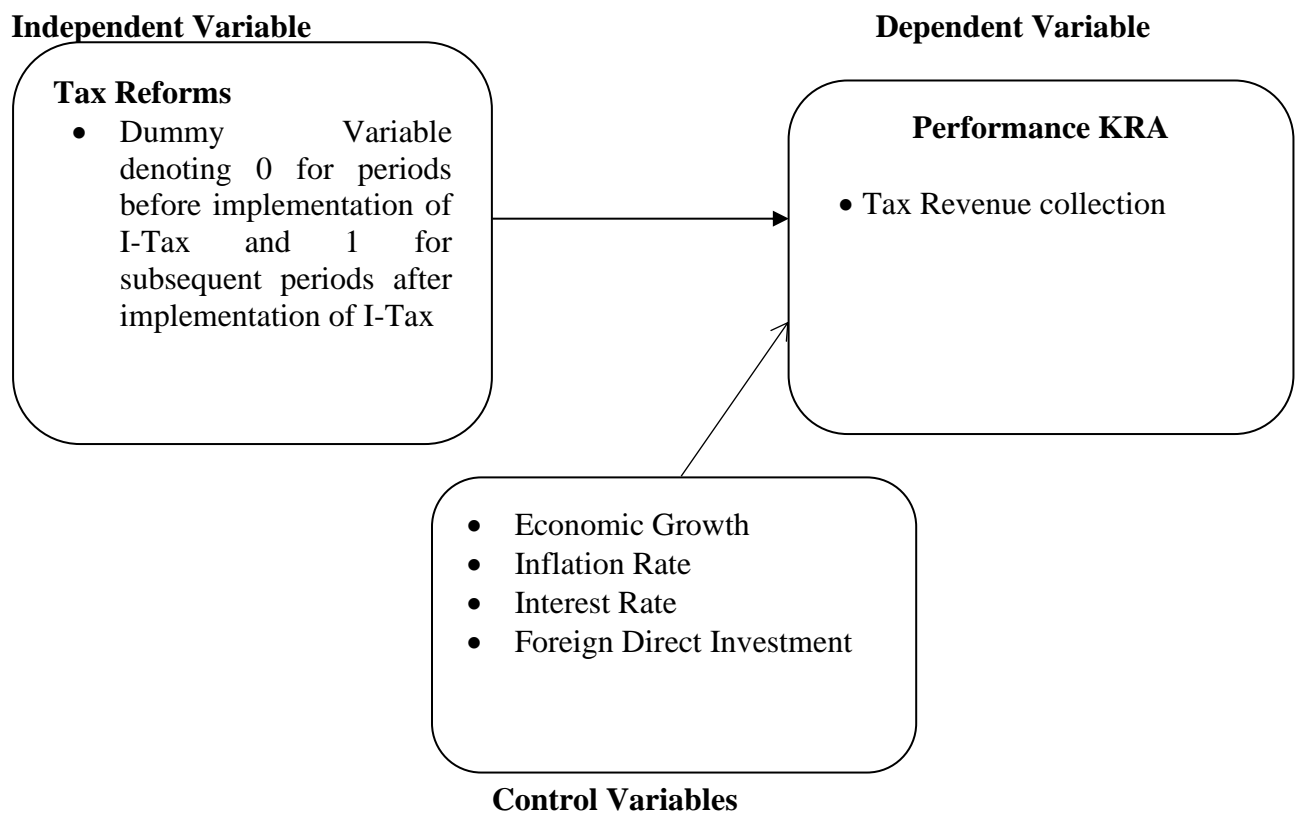 Independent Variable
Dependent Variable
Tax Reforms
• Dummy Variable
denoting 0 for periods
before implementation of
I-Tax and 1 for
subsequent periods after
implementation of I-Tax
Performance KRA
• Tax Revenue collection
• Economic Growth
• Inflation Rate
• Interest Rate
• Foreign Direct Investment
Control Variables